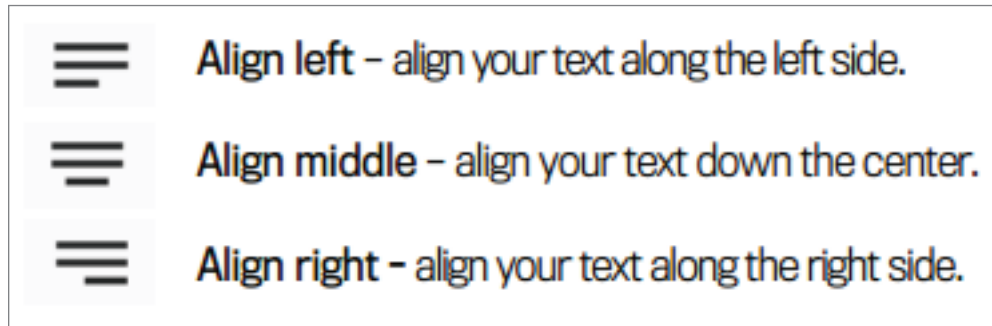 Align left – align your text along the left side.
Align middle – align your text down the center.
Align right – align your text along the right side.